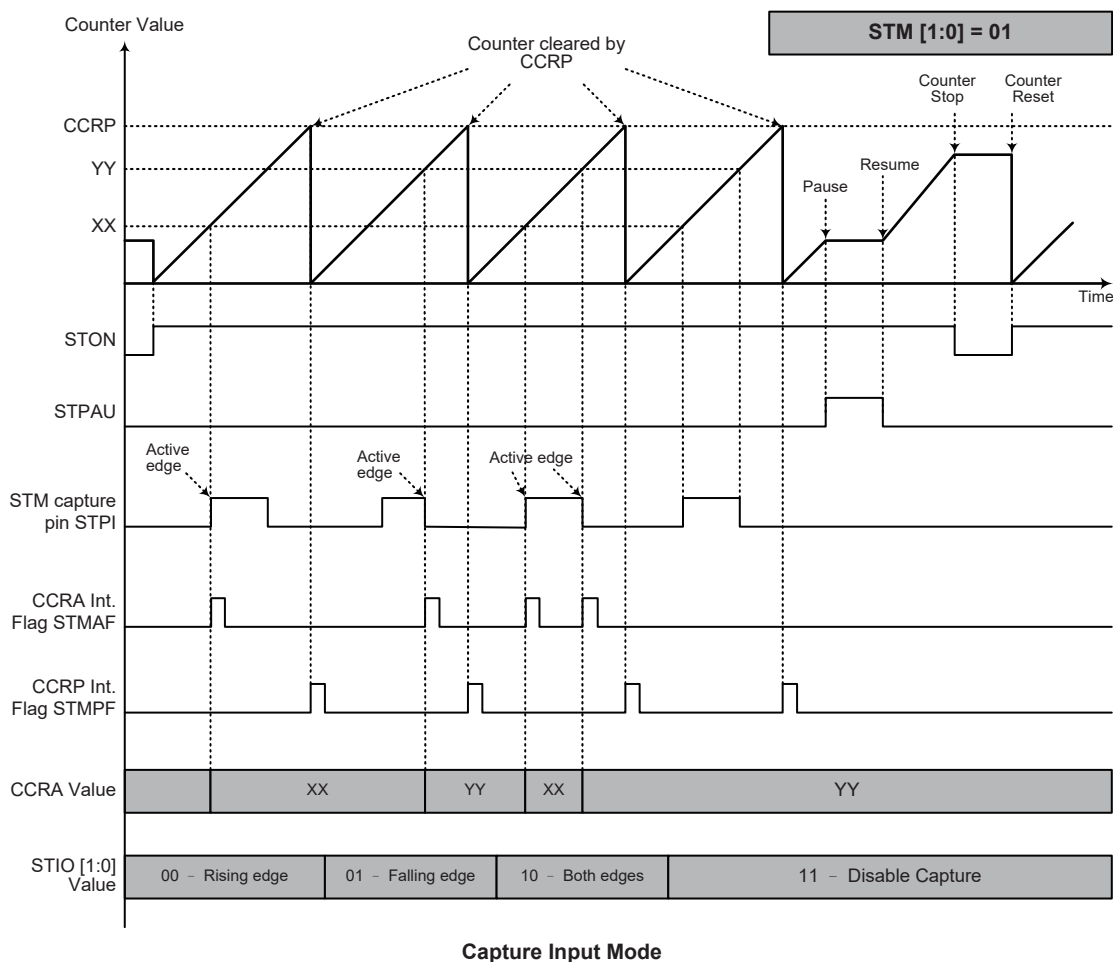 Counter Value
STM [1:0] = 01
Counter cleared by
CCRP
Counter
Stop
Counter
Reset
CCRP
YY
XX
Pause
Resume
Time
STON
STPAU
Active
edge
Active
edge
Active edge
STM capture
pin STPI
CCRA Int.
Flag STMAF
CCRP Int.
Flag STMPF
CCRA Value
XX
YY
XX
YY
STIO [1:0]
Value
00 – Rising edge
01 – Falling edge
10 – Both edges
11 – Disable Capture
Capture Input Mode